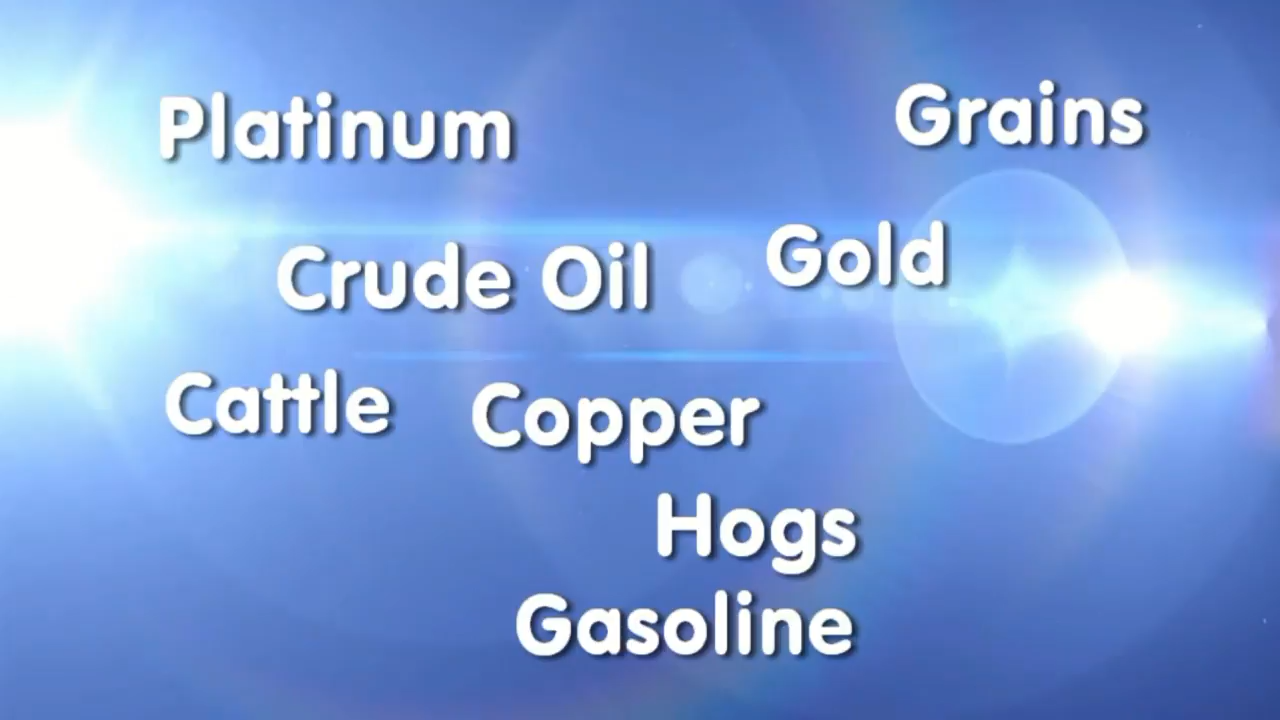 Platinum
Grains
Crude Oil
Gold
Cattle
Copper
Hogs
Gasoline